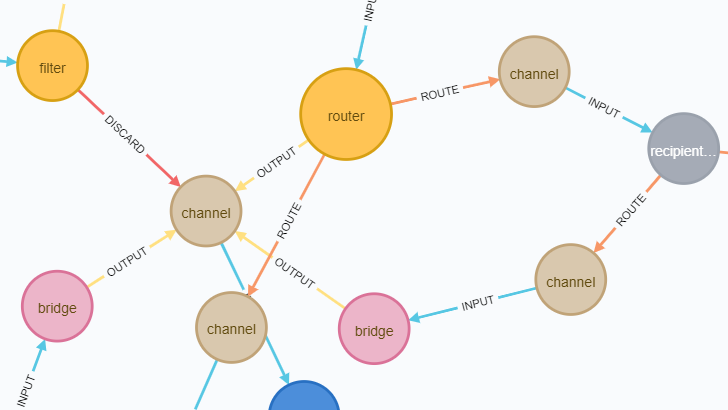 INPU
filter
channel
ROUTE
router
INPUT
DISCARD
recipient...
OUTPUT
channel
ROUTE
ROUTE
OUTPUT
OUTPUT
channel
INPUT
bridge
channel
bridge
INPUT